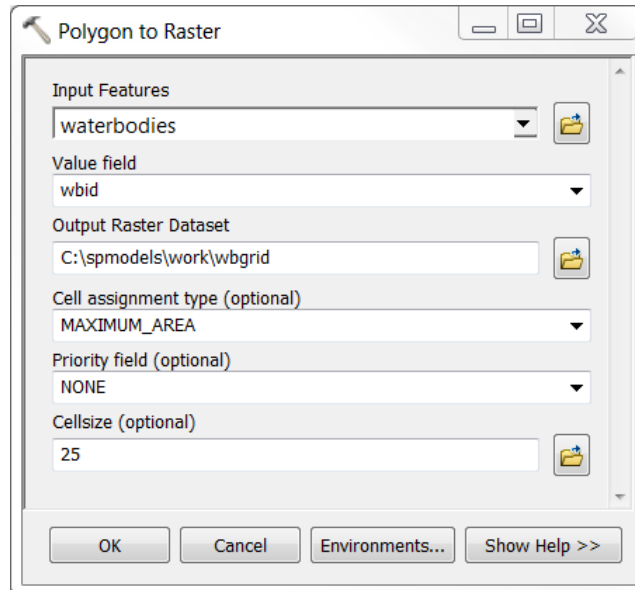 Polygon to Raster
Input Features
waterbodies
Value field
wbid
Output Raster Dataset
C:\spmodels\work\wbgrid
Cell assignment type (optional)
MAXIMUM_AREA
Priority field (optional)
NONE
Cellsize (optional)
25
OK Cancel Environments... Show Help >>